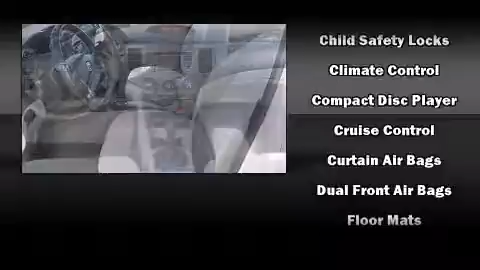 Child Safety Locks
Climate Control
Compact Disc Player
Cruise Control
Curtain Air Bags
Dual Front Air Bags
Floor Mats